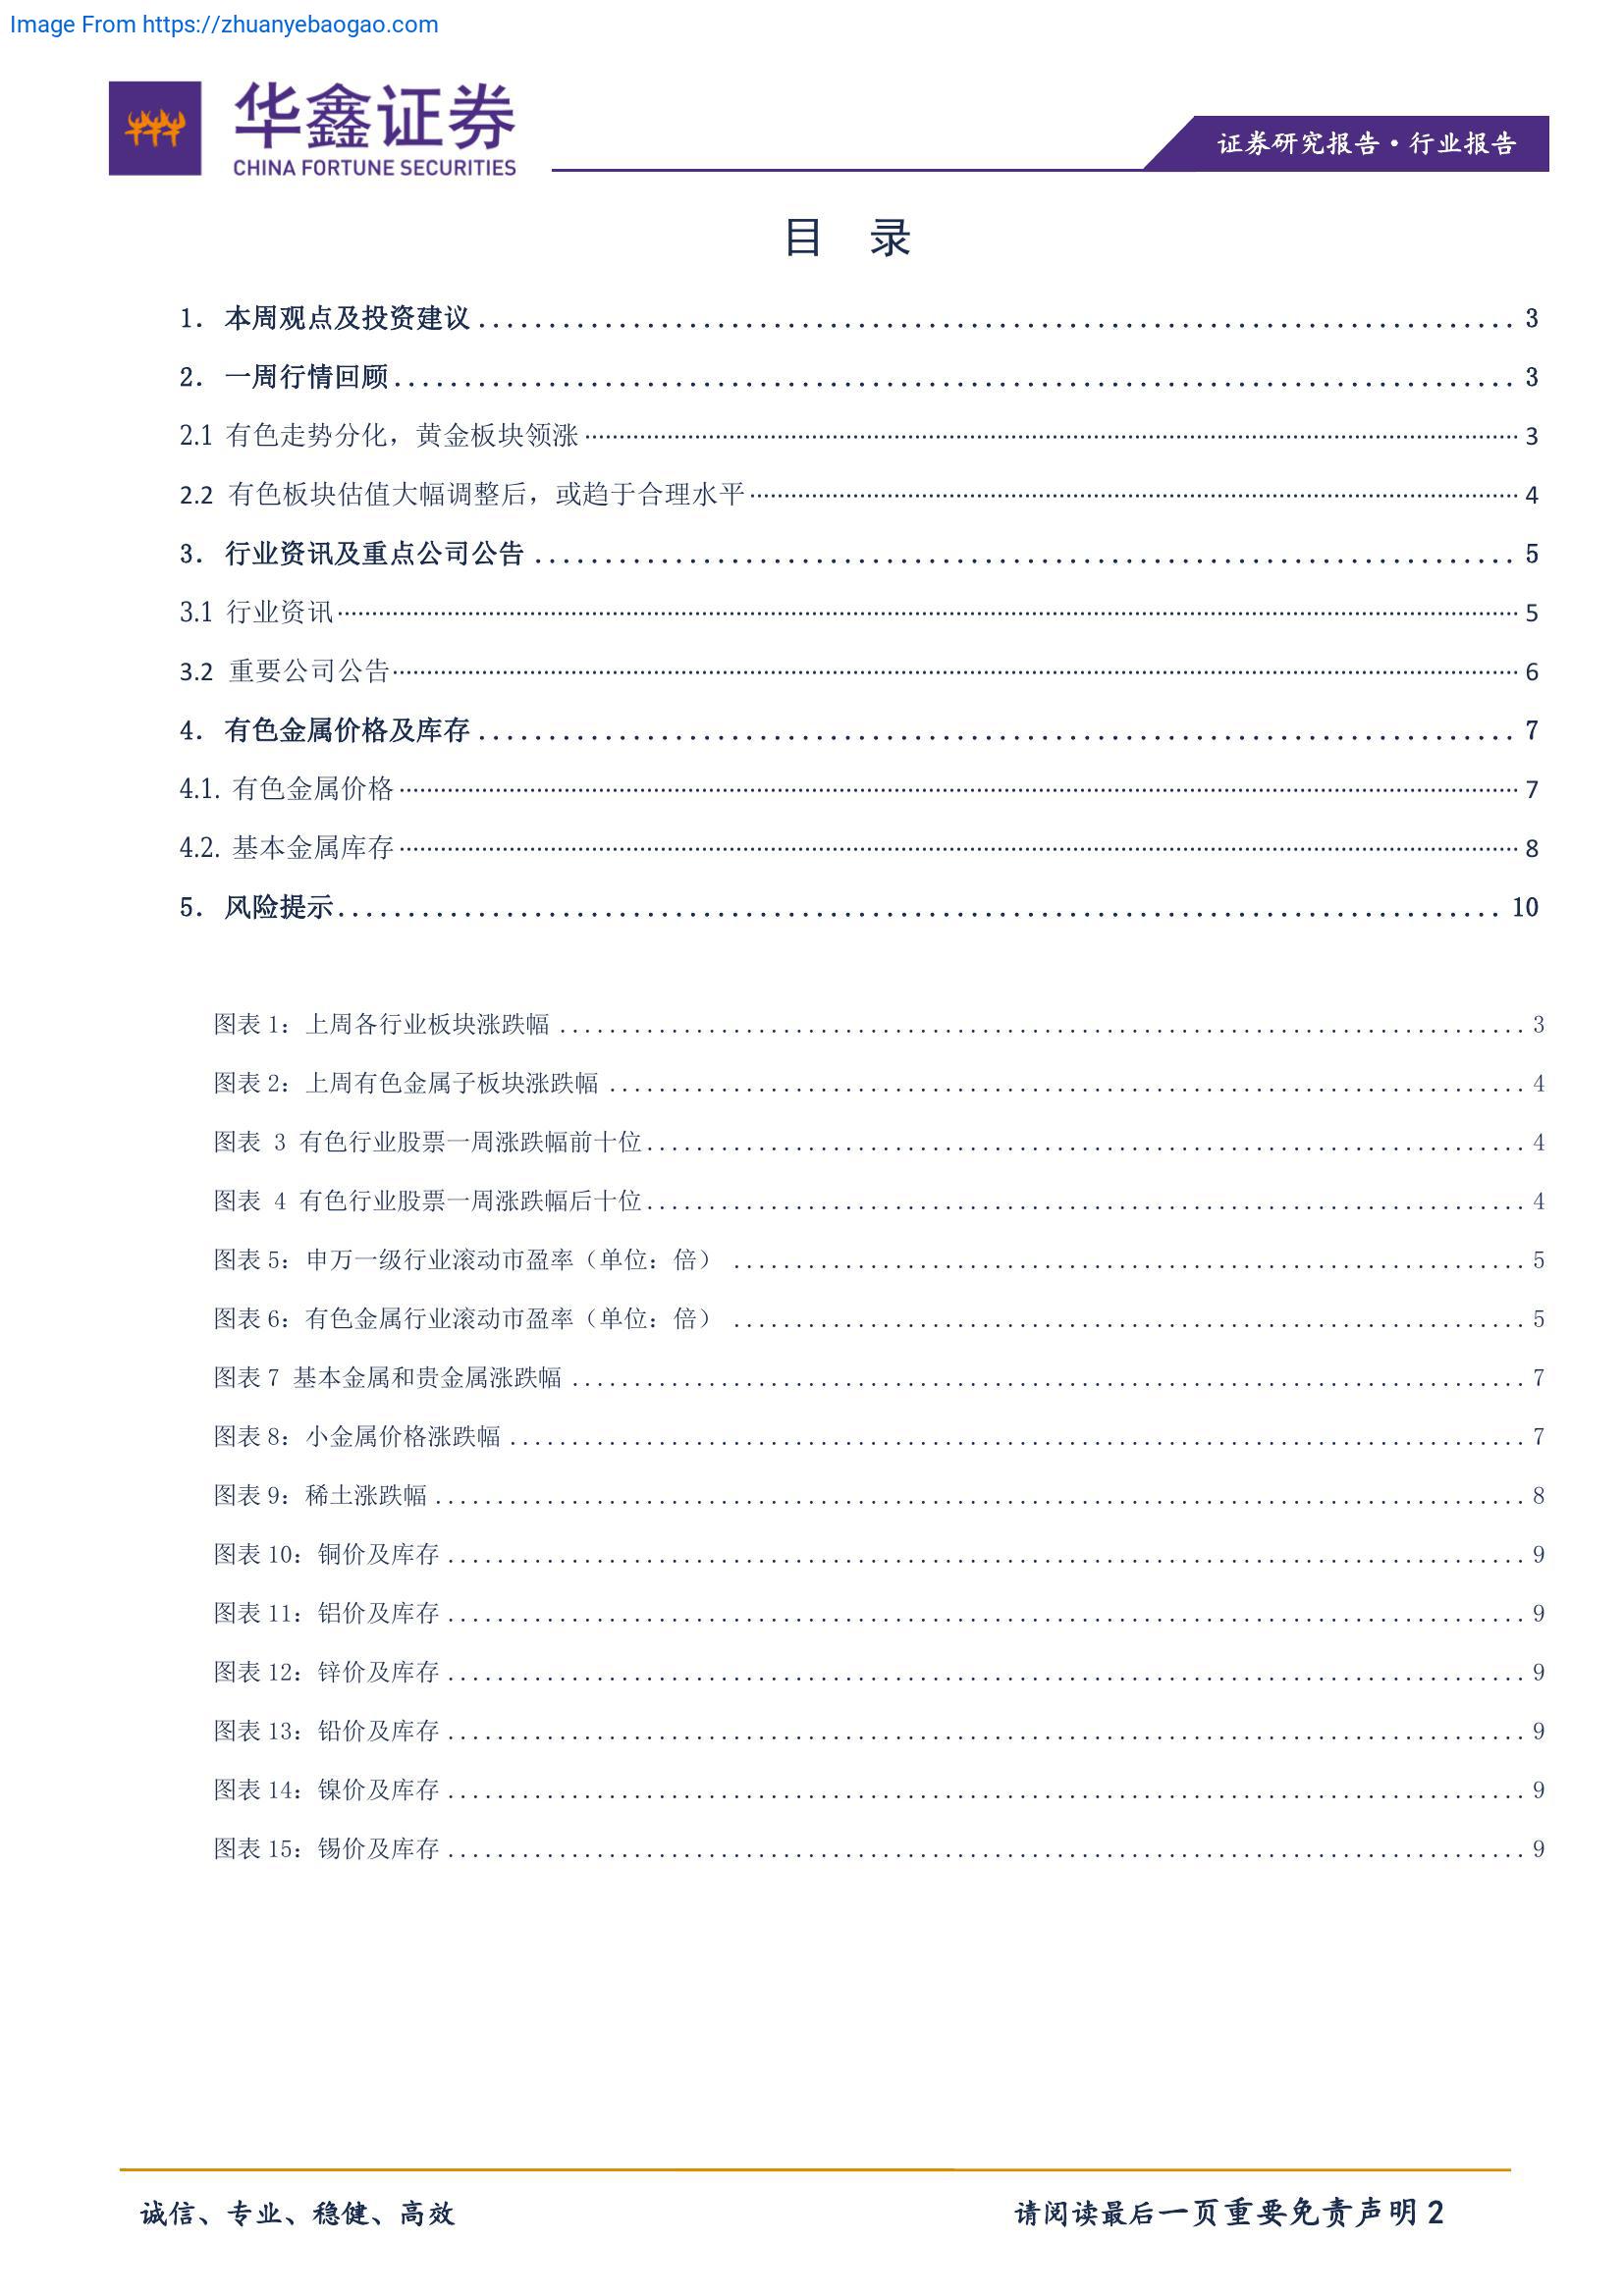 Image From https://zhuanyebaogao.com
华鑫证券
CHINA FORTUNE SECURITIES
证券研究报告·行业报告
目 录
1. 本周观点及投资建议 3
2. 一周行情回顾 3
2.1 有色走势分化，黄金板块领涨 3
2.2 有色板块估值大幅调整后，或趋于合理水平 4
3. 行业资讯及重点公司公告 5
3.1 行业资讯 5
3.2 重要公司公告 6
4. 有色金属价格及库存 7
4.1. 有色金属价格 7
4.2. 基本金属库存 8
5. 风险提示 10
图表 1：上周各行业板块涨跌幅 3
图表 2：上周有色金属子板块涨跌幅 4
图表 3 有色行业股票一周涨跌幅前十位 4
图表 4 有色行业股票一周涨跌幅后十位 4
图表 5：申万一级行业滚动市盈率（单位：倍） 5
图表 6：有色金属行业滚动市盈率（单位：倍） 5
图表 7 基本金属和贵金属涨跌幅 7
图表 8：小金属价格涨跌幅 7
图表 9：稀土涨跌幅 8
图表 10：铜价及库存 9
图表 11：铝价及库存 9
图表 12：锌价及库存 9
图表 13：铅价及库存 9
图表 14：镍价及库存 9
图表 15：锡价及库存 9
诚信、专业、稳健、高效
请阅读最后一页重要免责声明 2